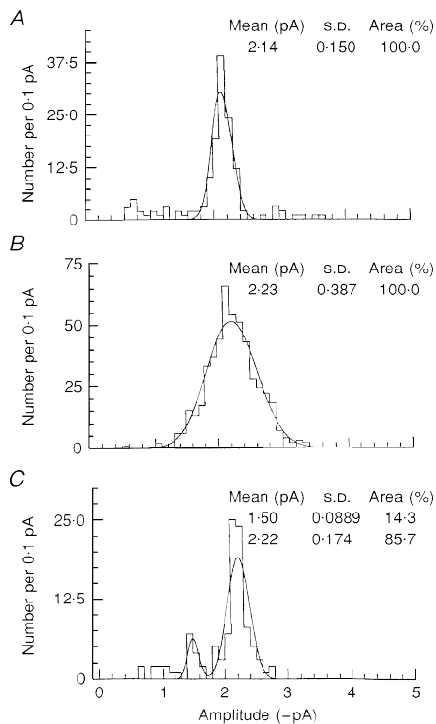 A
Mean (pA) S.D. Area (%)
2·14 0·150 100·0
Number per 0·1 pA
37·5
25·0
12·5
0
B
Mean (pA) S.D. Area (%)
2·23 0·387 100·0
Number per 0·1 pA
75
50
25
0
C
Mean (pA) S.D. Area (%)
1·50 0·0889 14·3
2·22 0·174 85·7
Number per 0·1 pA
25·0
12·5
0
0 1 2 3 4 5
Amplitude (−pA)